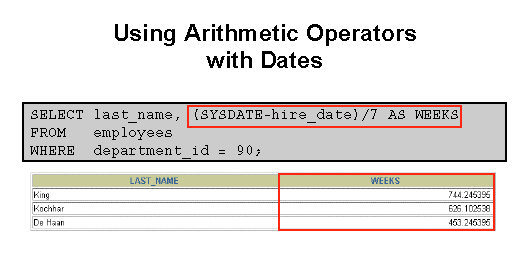 Using Arithmetic Operators
with Dates
SELECT last_name, (SYSDATE-hire_date)/7 AS WEEKS
FROM employees
WHERE department_id = 90;
LAST_NAME WEEKS
King 744.245395
Kochhar 626.102538
De Haan 453.245395